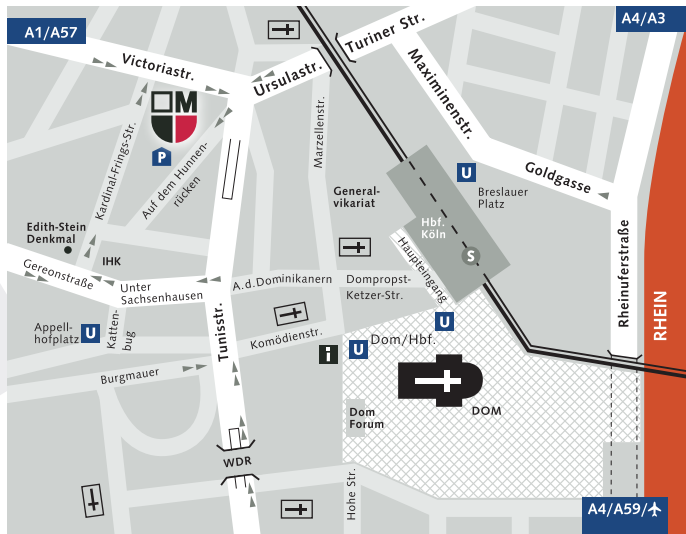 A1/A57
A4/A3
Turiner Str.
Victoriastr.
Ursulastr.
Maximinenstr.
M
P
Marzellenstr.
Kardinal-Frings-Str.
Auf dem Hunnen-
rücken
General-
vikariat
U
Breslauer
Platz
Goldgasse
Edith-Stein
Denkmal
IHK
Hbf.
Köln
S
Haupteingang
Rheinuferstraße
RHEIN
Gereonstraße
Unter
Sachsenhausen
A.d.Dominikanern
Dompropst-
Ketzer-Str.
Appell-
hofplatz
U
Katten-
bug
Tunisstr.
Komödienstr.
U
i
U
Dom/Hbf.
Burgmauer
Dom
Forum
DOM
WDR
Hohe Str.
A4/A59/